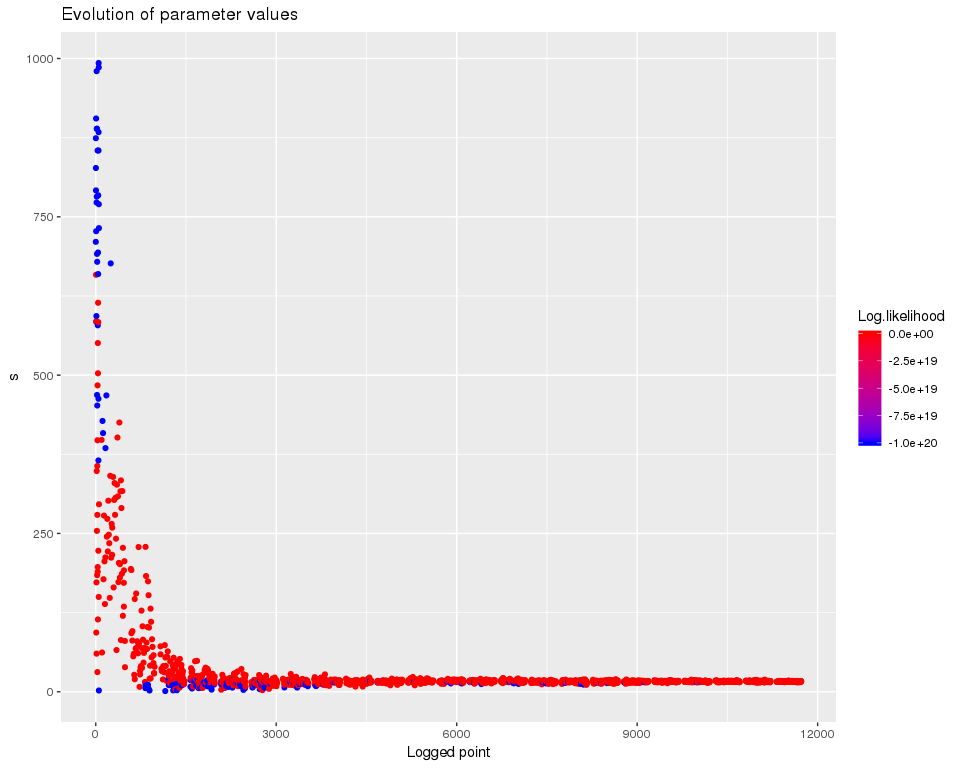 Evolution of parameter values
1000
750
500
250
0
s
0
3000
6000
9000
12000
Logged point
Log.likelihood
0.0e+00
-2.5e+19
-5.0e+19
-7.5e+19
-1.0e+20